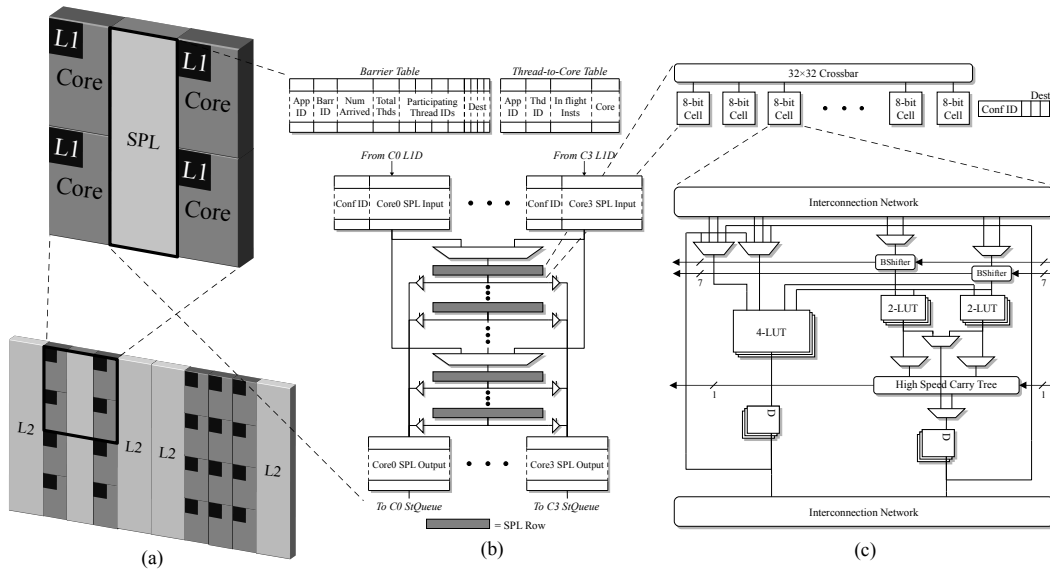 L1
Core
L1
Core
SPL
L1
Core
L1
Core
L2
L2
L2
L2
(a)
Barrier Table
App ID
Barr ID
Num Arrived
Total Thds
Participating Thread IDs
Dest
Thread-to-Core Table
App ID
Thd ID
In flight Insts
Core
From C0 L1D
From C3 L1D
Conf ID
Core0 SPL Input
Conf ID
Core3 SPL Input
Core0 SPL Output
Core3 SPL Output
To C0 StQueue
To C3 StQueue
= SPL Row
(b)
32×32 Crossbar
8-bit Cell
8-bit Cell
8-bit Cell
8-bit Cell
8-bit Cell
Dest
Conf ID
Interconnection Network
BShifter
BShifter
7
7
7
7
4-LUT
2-LUT
2-LUT
High Speed Carry Tree
1
1
D
D
Interconnection Network
(c)